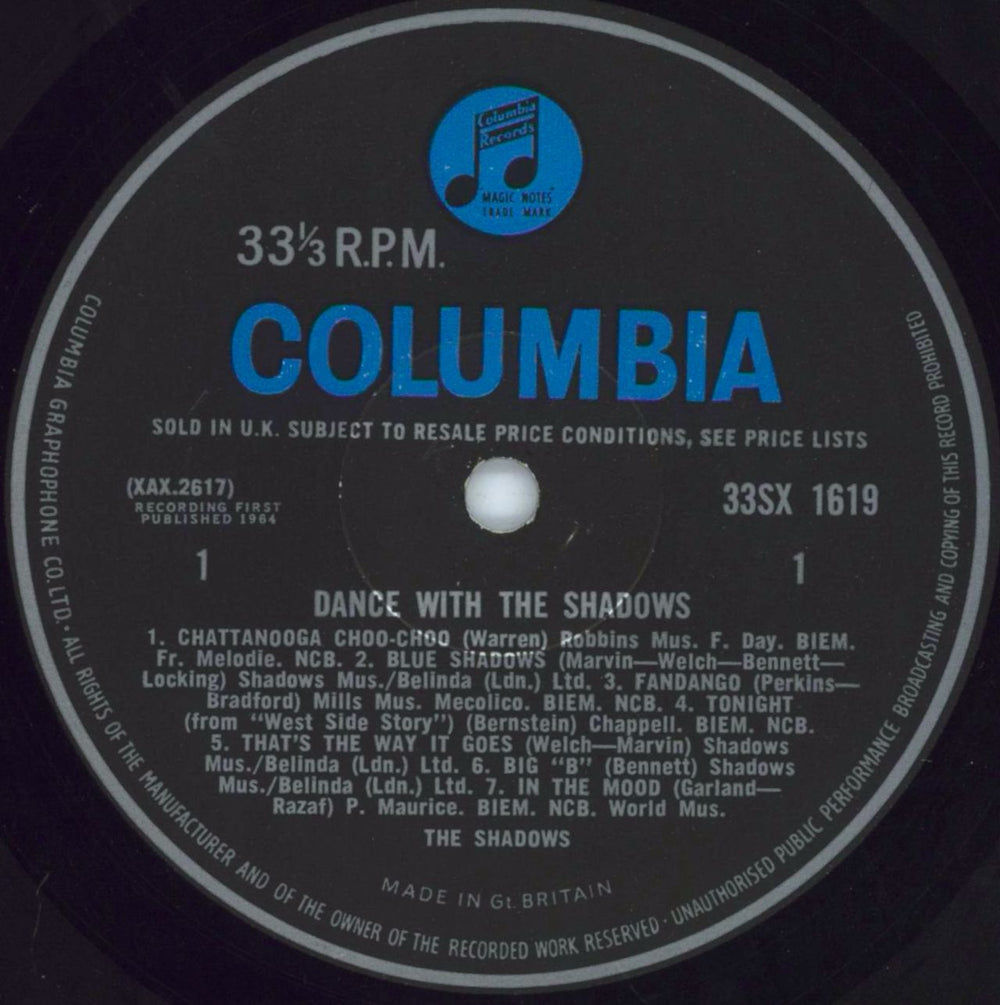 Columbia
Records
"MAGIC NOTES"
TRADE MARK
33⅓ R.P.M.
COLUMBIA
SOLD IN U.K. SUBJECT TO RESALE PRICE CONDITIONS, SEE PRICE LISTS
(XAX.2617)
RECORDING FIRST
PUBLISHED 1964
33SX 1619
1
1
DANCE WITH THE SHADOWS
1. CHATTANOOGA CHOO-CHOO (Warren) Robbins Mus. F. Day. BIEM.
Fr. Melodie. NCB. 2. BLUE SHADOWS (Marvin—Welch—Bennett—
Locking) Shadows Mus./Belinda (Ldn.) Ltd. 3. FANDANGO (Perkins—
Bradford) Mills Mus. Mecolico. BIEM. NCB. 4. TONIGHT
(from "West Side Story") (Bernstein) Chappell. BIEM. NCB.
5. THAT'S THE WAY IT GOES (Welch—Marvin) Shadows
Mus./Belinda (Ldn.) Ltd. 6. BIG "B" (Bennett) Shadows
Mus./Belinda (Ldn.) Ltd. 7. IN THE MOOD (Garland—
Razaf) P. Maurice. BIEM. NCB. World Mus.
THE SHADOWS
MADE IN Gt. BRITAIN
COLUMBIA GRAPHOPHONE CO. LTD. · ALL RIGHTS OF THE MANUFACTURER AND OF THE OWNER OF THE RECORDED WORK RESERVED · UNAUTHORISED PUBLIC PERFORMANCE BROADCASTING AND COPYING OF THIS RECORD PROHIBITED